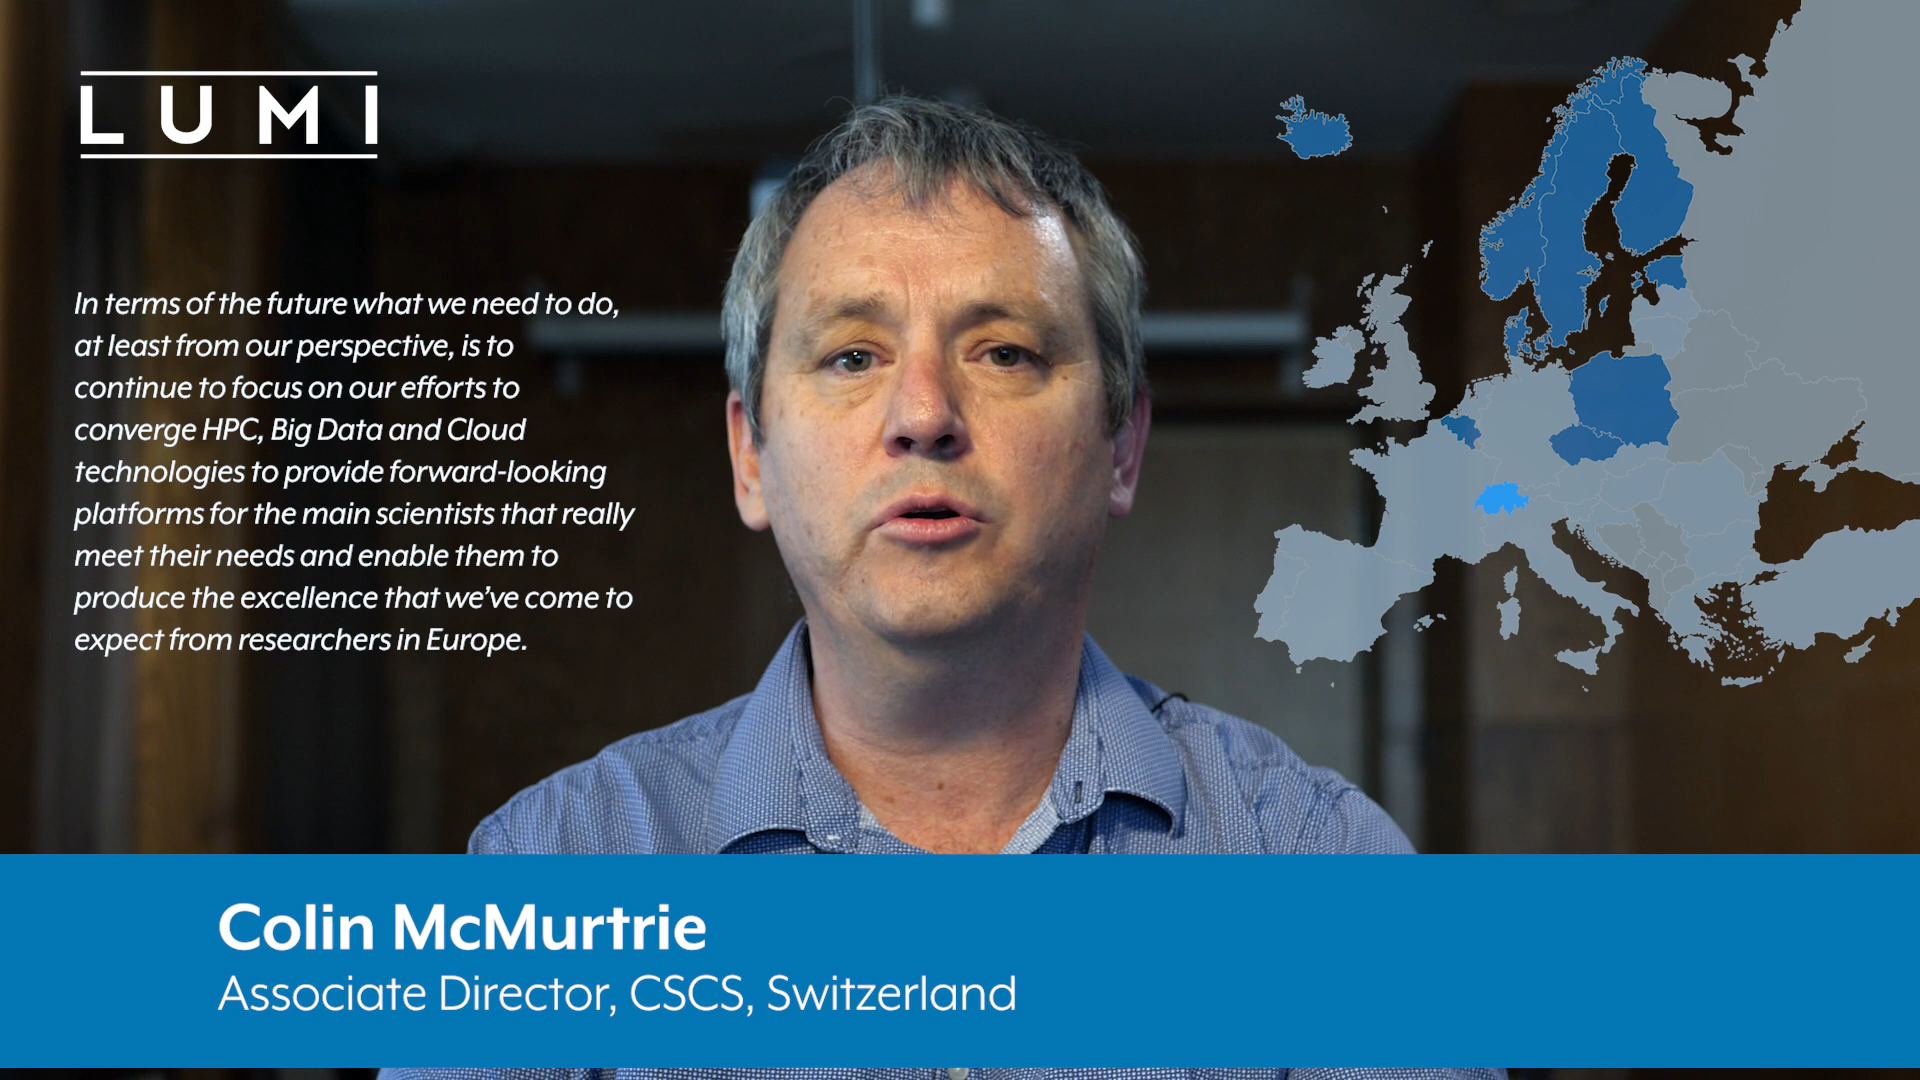 LUMI
In terms of the future what we need to do,
at least from our perspective, is to
continue to focus on our efforts to
converge HPC, Big Data and Cloud
technologies to provide forward-looking
platforms for the main scientists that really
meet their needs and enable them to
produce the excellence that we've come to
expect from researchers in Europe.
Colin McMurtrie
Associate Director, CSCS, Switzerland